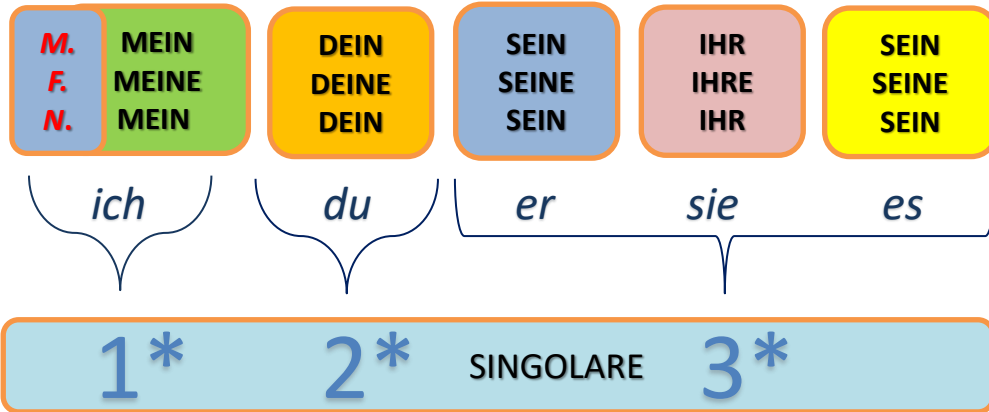 M. MEIN DEIN SEIN IHR SEIN
F. MEINE DEINE SEINE IHRE SEINE
N. MEIN DEIN SEIN IHR SEIN
ich du er sie es
1* 2* SINGOLARE 3*